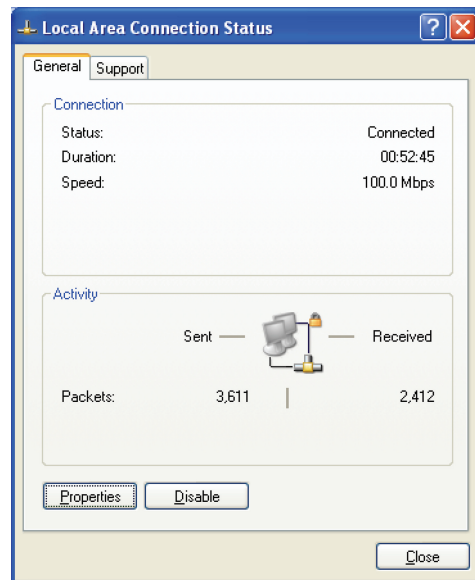 Local Area Connection Status
General Support
Connection
Status: Connected
Duration: 00:52:45
Speed: 100.0 Mbps
Activity
Sent Received
Packets: 3,611 2,412
Properties Disable
Close